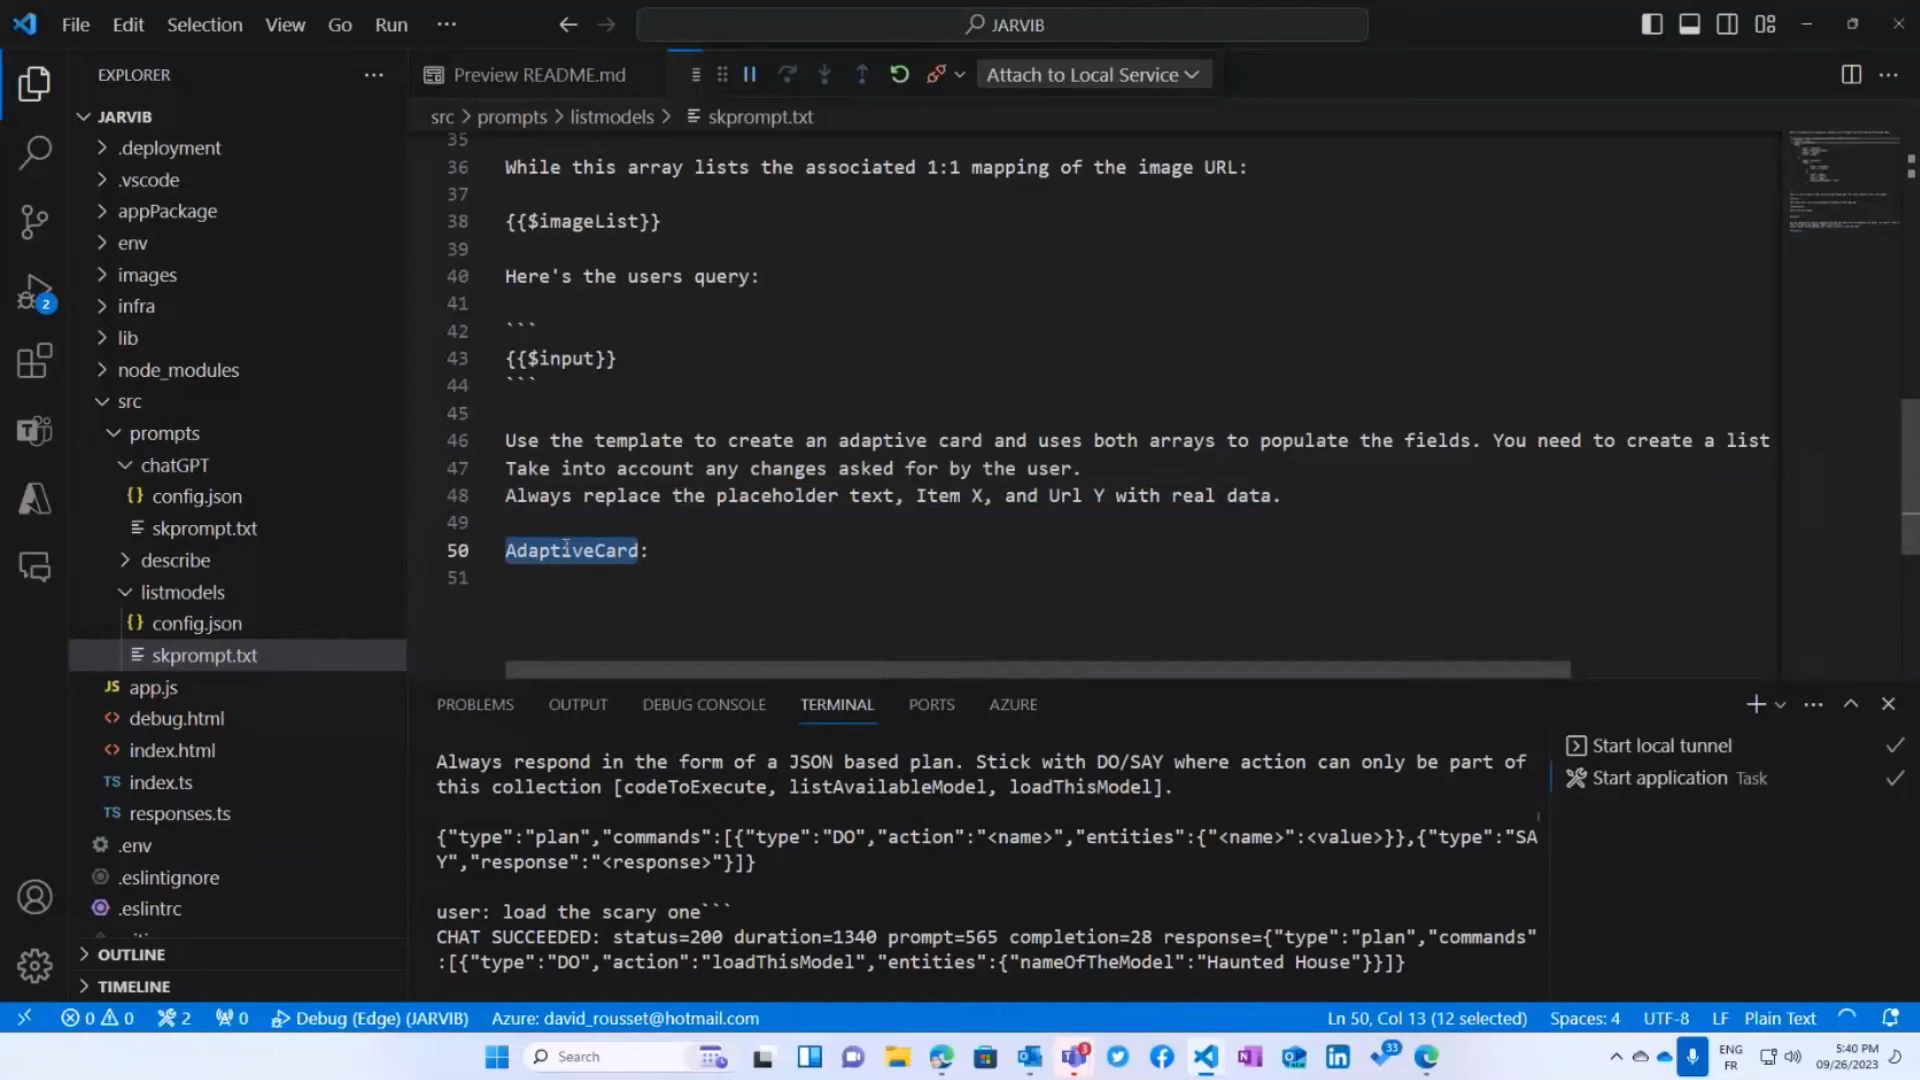 File Edit Selection View Go Run ···
JARVIB
EXPLORER
Preview README.md
Attach to Local Service
JARVIB
src > prompts > listmodels > skprompt.txt
.deployment
.vscode
appPackage
env
images
infra
lib
node_modules
src
prompts
chatGPT
{} config.json
skprompt.txt
describe
listmodels
{} config.json
skprompt.txt
JS app.js
<> debug.html
<> index.html
TS index.ts
TS responses.ts
.env
.eslintignore
.eslintrc
OUTLINE
TIMELINE
35
36 While this array lists the associated 1:1 mapping of the image URL:
37
38 {{$imageList}}
39
40 Here's the users query:
41
42 ```
43 {{$input}}
44 ```
45
46 Use the template to create an adaptive card and uses both arrays to populate the fields. You need to create a list
47 Take into account any changes asked for by the user.
48 Always replace the placeholder text, Item X, and Url Y with real data.
49
50 AdaptiveCard:
51
PROBLEMS OUTPUT DEBUG CONSOLE TERMINAL PORTS AZURE
Always respond in the form of a JSON based plan. Stick with DO/SAY where action can only be part of
this collection [codeToExecute, listAvailableModel, loadThisModel].
{"type":"plan","commands":[{"type":"DO","action":"<name>","entities":{"<name>":<value>}},{"type":"SA
Y","response":"<response>"}]}
user: load the scary one```
CHAT SUCCEEDED: status=200 duration=1340 prompt=565 completion=28 response={"type":"plan","commands"
:[{"type":"DO","action":"loadThisModel","entities":{"nameOfTheModel":"Haunted House"}}]}
Start local tunnel
Start application Task
2
0 0 2 0 Debug (Edge) (JARVIB) Azure: david_rousset@hotmail.com Ln 50, Col 13 (12 selected) Spaces: 4 UTF-8 LF Plain Text
Search
3
33
ENG
FR
5:40 PM
09/26/2023